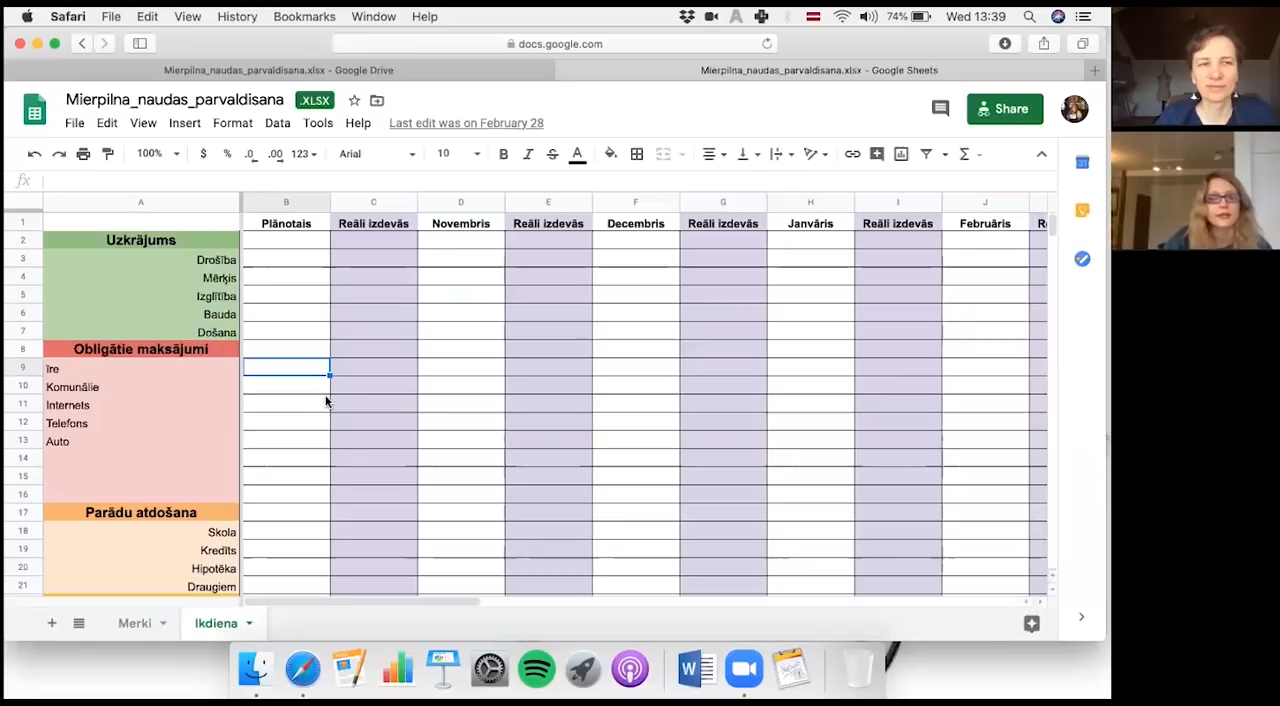 Safari File Edit View History Bookmarks Window Help 74% Wed 13:39
docs.google.com
Mierpilna_naudas_parvaldisana.xlsx - Google Drive Mierpilna_naudas_parvaldisana.xlsx - Google Sheets
Mierpilna_naudas_parvaldisana .XLSX
Share
File Edit View Insert Format Data Tools Help Last edit was on February 28
100% $ % .0 .00 123 Arial 10 B I S A
fx
31
A B C D E F G H I J
1 Plānotais Reāli izdevās Novembris Reāli izdevās Decembris Reāli izdevās Janvāris Reāli izdevās Februāris
2 Uzkrājums
3 Drošība
4 Mērķis
5 Izglītība
6 Bauda
7 Došana
8 Obligātie maksājumi
9 Īre
10 Komunālie
11 Internets
12 Telefons
13 Auto
14
15
16
17 Parādu atdošana
18 Skola
19 Kredīts
20 Hipotēka
21 Draugiem
Merki Ikdiena
W